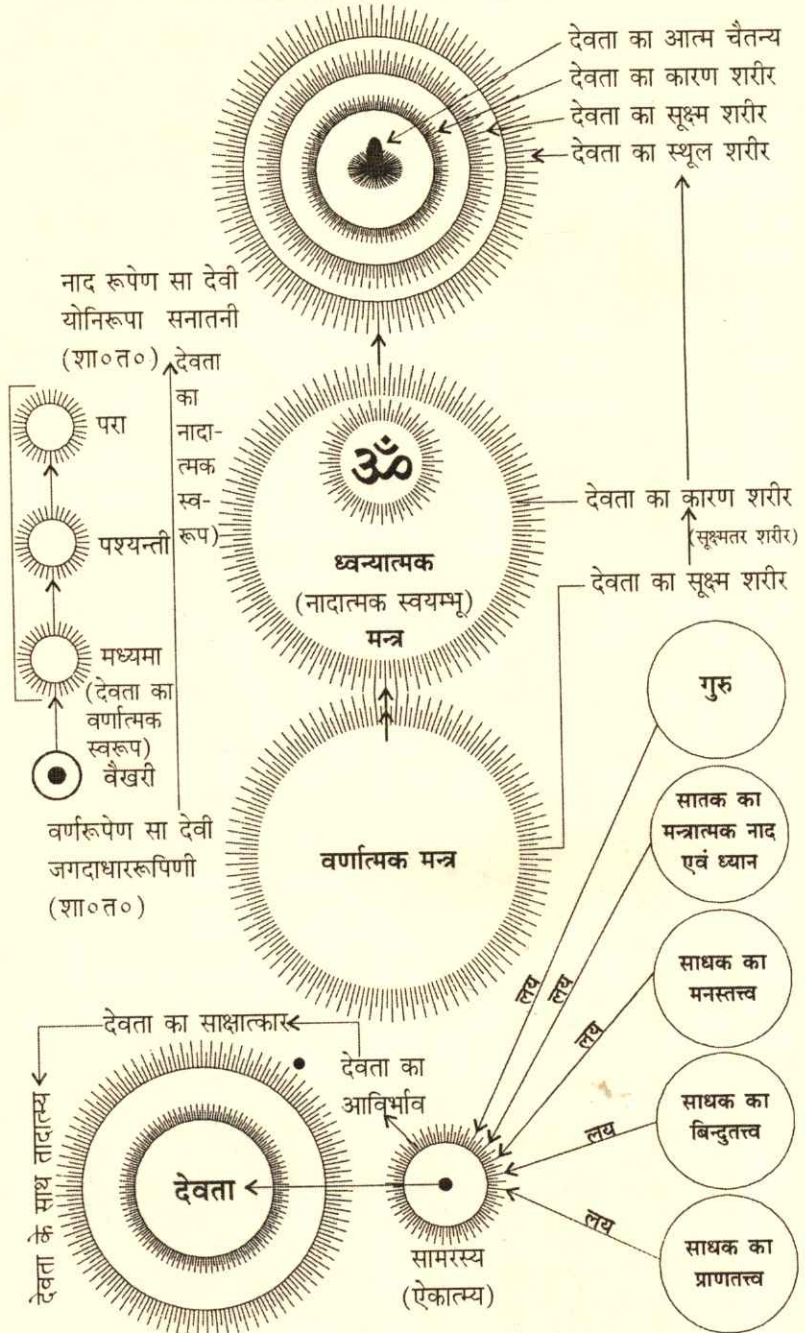 देवता का आत्म चैतन्य
देवता का कारण शरीर
देवता का सूक्ष्म शरीर
देवता का स्थूल शरीर
नाद रूपेण सा देवी
योनिरूपा सनातनी
(शा०त०)
देवता
का
नादा-
त्मक
स्व-
रूप)
परा
पश्यन्ती
मध्यमा
(देवता का
वर्णात्मक
स्वरूप)
वैखरी
वर्णरूपेण सा देवी
जगदाधाररूपिणी
(शा०त०)
ॐ
ध्वन्यात्मक
(नादात्मक स्वयम्भू)
मन्त्र
देवता का कारण शरीर
(सूक्ष्मतर शरीर)
देवता का सूक्ष्म शरीर
वर्णात्मक मन्त्र
गुरु
सातक का
मन्त्रात्मक नाद
एवं ध्यान
साधक का
मनस्तत्त्व
साधक का
बिन्दुतत्त्व
साधक का
प्राणतत्त्व
लय
लय
लय
लय
लय
देवता का साक्षात्कार
देवता का
आविर्भाव
देवता के साथ तादात्म्य
देवता
सामरस्य
(ऐकात्म्य)